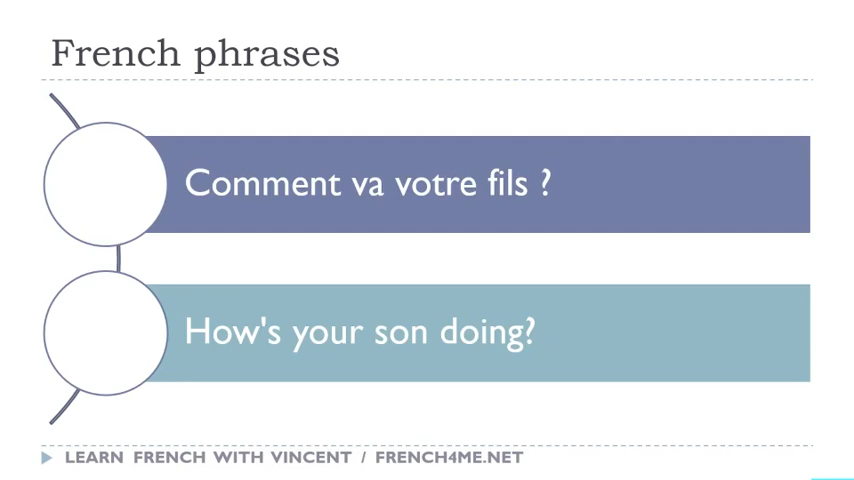 French phrases
Comment va votre fils ?
How's your son doing?
LEARN FRENCH WITH VINCENT / FRENCH4ME.NET